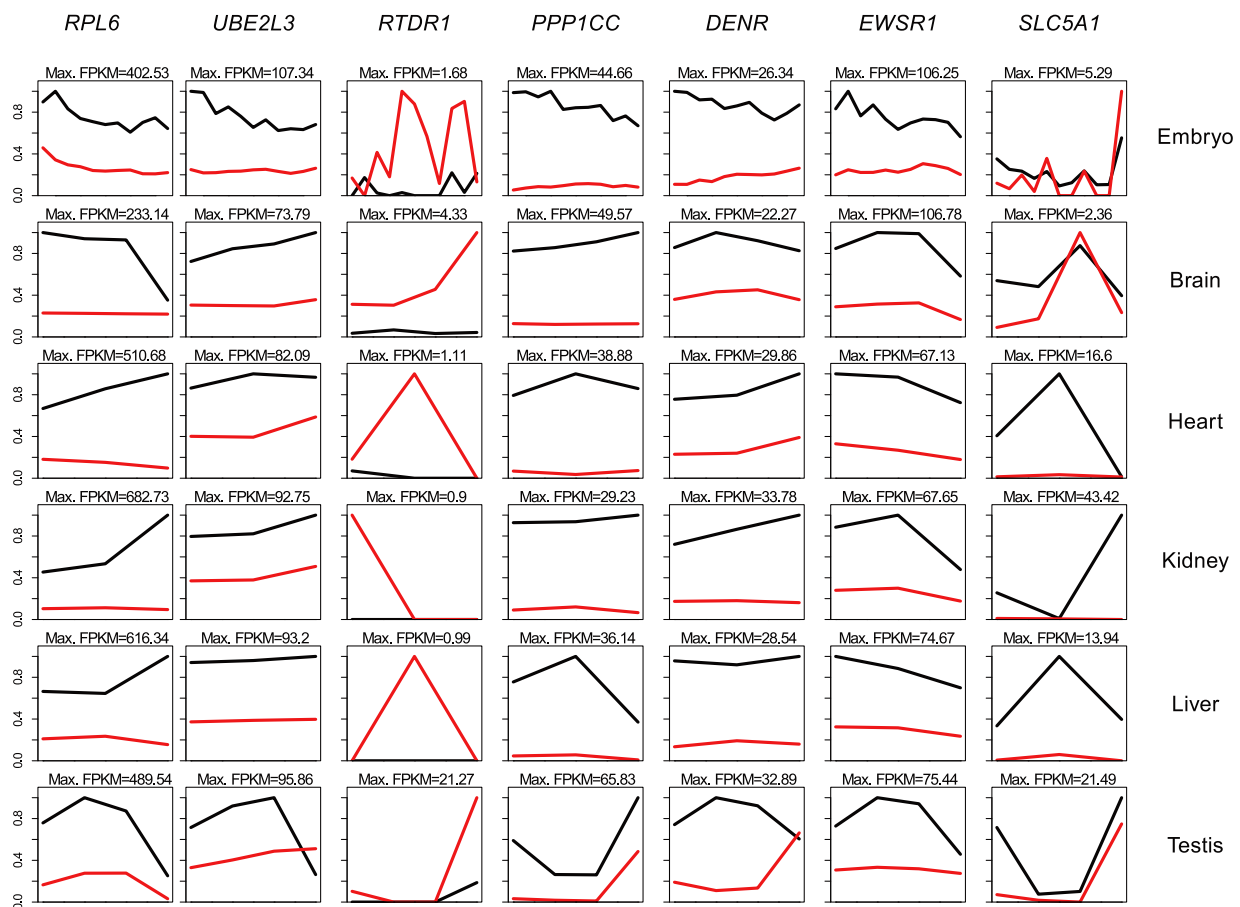 RPL6 UBE2L3 RTDR1 PPP1CC DENR EWSR1 SLC5A1
Max. FPKM=402.53 Max. FPKM=107.34 Max. FPKM=1.68 Max. FPKM=44.66 Max. FPKM=26.34 Max. FPKM=106.25 Max. FPKM=5.29
0.0 0.4 0.8
Embryo
Max. FPKM=233.14 Max. FPKM=73.79 Max. FPKM=4.33 Max. FPKM=49.57 Max. FPKM=22.27 Max. FPKM=106.78 Max. FPKM=2.36
0.0 0.4 0.8
Brain
Max. FPKM=510.68 Max. FPKM=82.09 Max. FPKM=1.11 Max. FPKM=38.88 Max. FPKM=29.86 Max. FPKM=67.13 Max. FPKM=16.6
0.0 0.4 0.8
Heart
Max. FPKM=682.73 Max. FPKM=92.75 Max. FPKM=0.9 Max. FPKM=29.23 Max. FPKM=33.78 Max. FPKM=67.65 Max. FPKM=43.42
0.0 0.4 0.8
Kidney
Max. FPKM=616.34 Max. FPKM=93.2 Max. FPKM=0.99 Max. FPKM=36.14 Max. FPKM=28.54 Max. FPKM=74.67 Max. FPKM=13.94
0.0 0.4 0.8
Liver
Max. FPKM=489.54 Max. FPKM=95.86 Max. FPKM=21.27 Max. FPKM=65.83 Max. FPKM=32.89 Max. FPKM=75.44 Max. FPKM=21.49
0.0 0.4 0.8
Testis